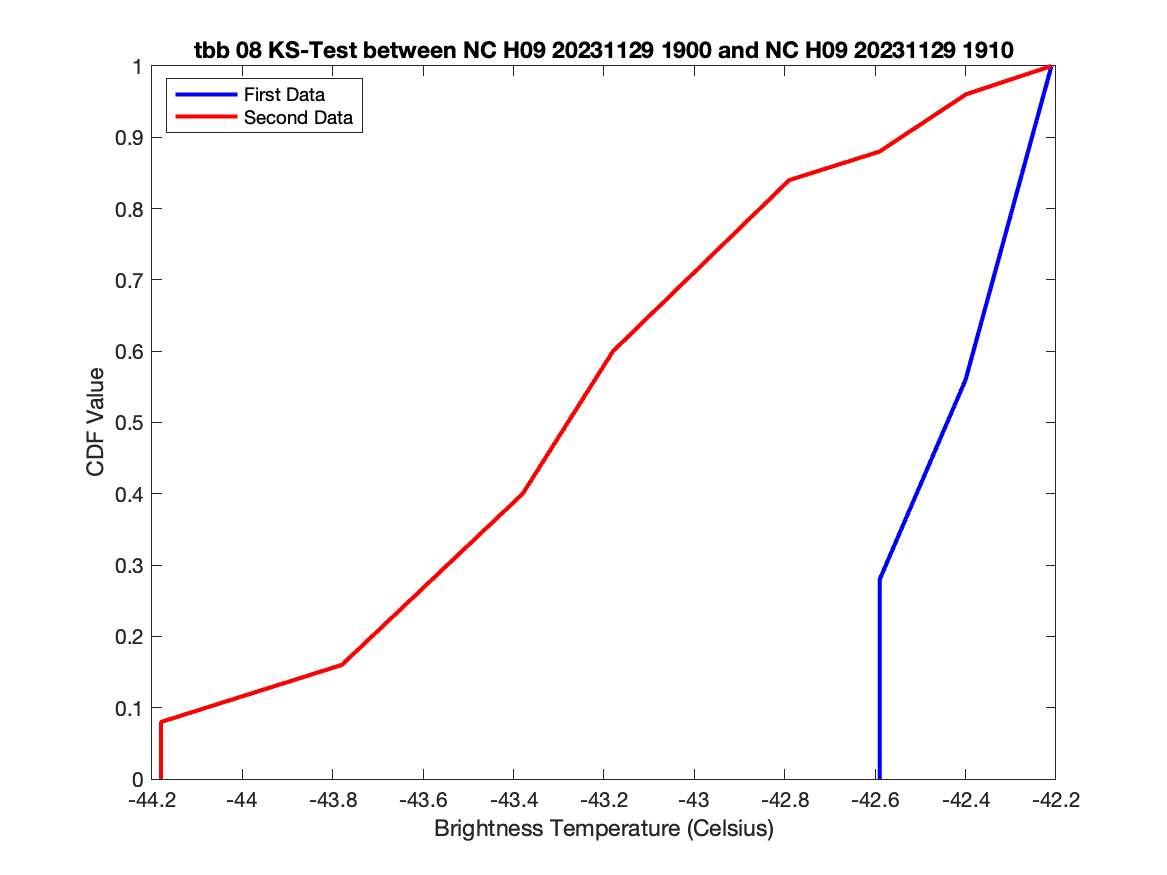 tbb 08 KS-Test between NC H09 20231129 1900 and NC H09 20231129 1910
First Data
Second Data
1
0.9
0.8
0.7
0.6
0.5
0.4
0.3
0.2
0.1
0
CDF Value
-44.2 -44 -43.8 -43.6 -43.4 -43.2 -43 -42.8 -42.6 -42.4 -42.2
Brightness Temperature (Celsius)